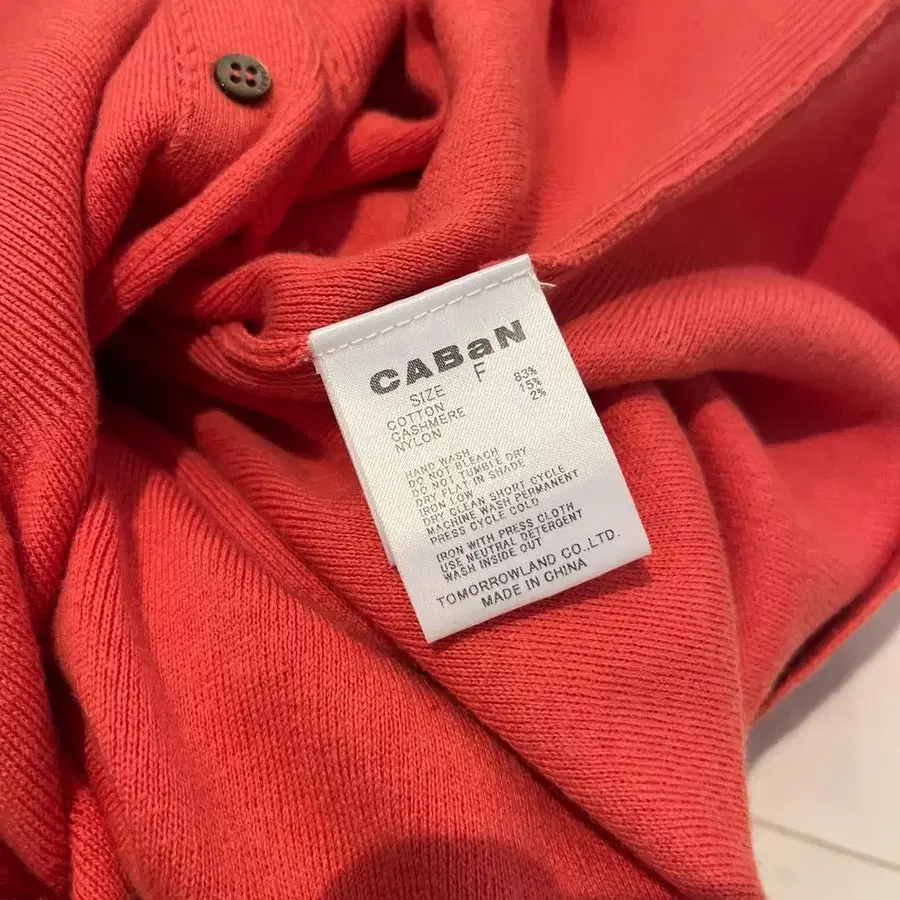 CABaN
SIZE F
COTTON 83%
CASHMERE 15%
NYLON 2%
HAND WASH
DO NOT BLEACH
DO NOT TUMBLE DRY
DRY FLAT IN SHADE
IRON LOW
DRY CLEAN SHORT CYCLE
MACHINE WASH PERMANENT
PRESS CYCLE COLD
IRON WITH PRESS CLOTH
USE NEUTRAL DETERGENT
WASH INSIDE OUT
TOMORROWLAND CO.,LTD.
MADE IN CHINA